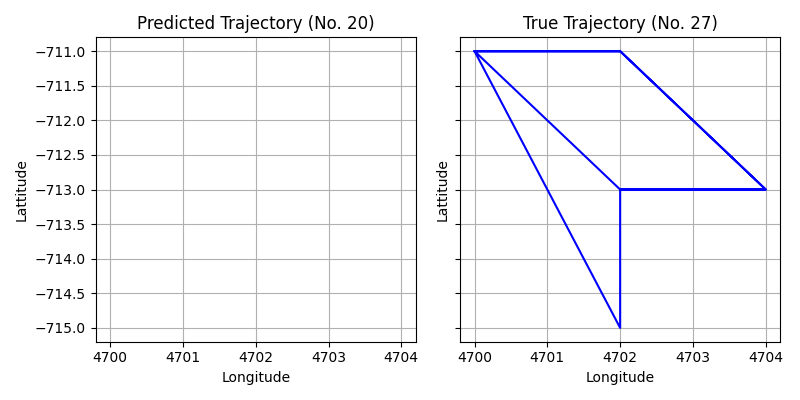 Predicted Trajectory (No. 20)
True Trajectory (No. 27)
−711.0
−711.5
−712.0
−712.5
−713.0
−713.5
−714.0
−714.5
−715.0
Lattitude
Lattitude
4700 4701 4702 4703 4704
4700 4701 4702 4703 4704
Longitude
Longitude